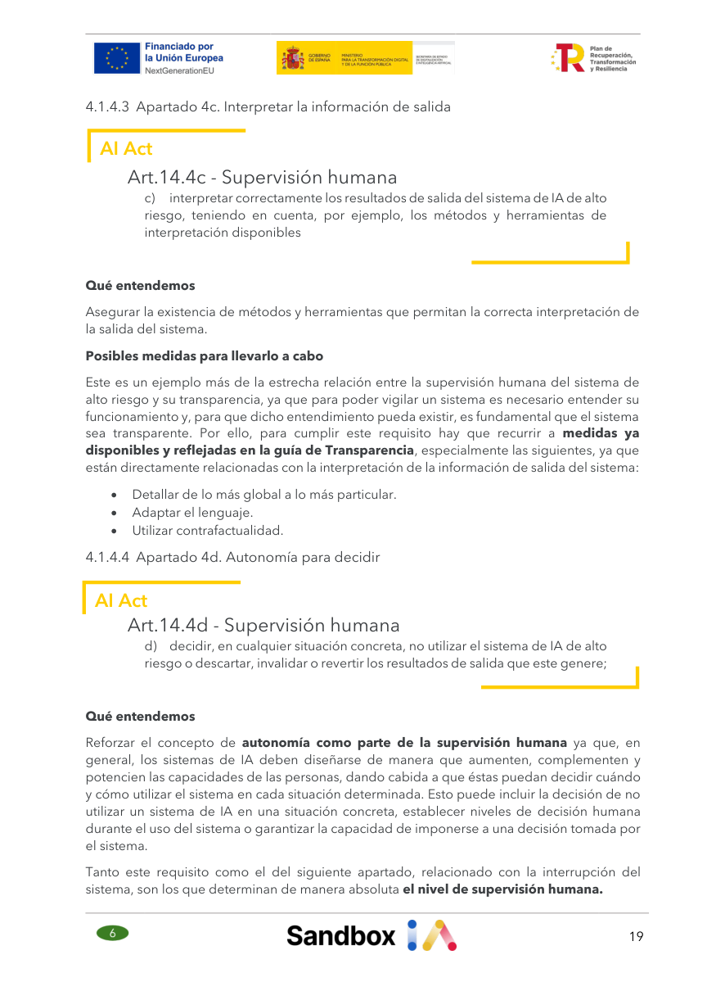 Financiado por
la Unión Europea
NextGenerationEU
GOBIERNO
DE ESPAÑA
MINISTERIO
PARA LA TRANSFORMACIÓN DIGITAL
Y DE LA FUNCIÓN PÚBLICA
SECRETARÍA DE ESTADO
DE DIGITALIZACIÓN
E INTELIGENCIA ARTIFICIAL
Plan de
Recuperación,
Transformación
y Resiliencia
4.1.4.3 Apartado 4c. Interpretar la información de salida
AI Act
Art.14.4c - Supervisión humana
c) interpretar correctamente los resultados de salida del sistema de IA de alto
riesgo, teniendo en cuenta, por ejemplo, los métodos y herramientas de
interpretación disponibles
Qué entendemos
Asegurar la existencia de métodos y herramientas que permitan la correcta interpretación de
la salida del sistema.
Posibles medidas para llevarlo a cabo
Este es un ejemplo más de la estrecha relación entre la supervisión humana del sistema de
alto riesgo y su transparencia, ya que para poder vigilar un sistema es necesario entender su
funcionamiento y, para que dicho entendimiento pueda existir, es fundamental que el sistema
sea transparente. Por ello, para cumplir este requisito hay que recurrir a medidas ya
disponibles y reflejadas en la guía de Transparencia, especialmente las siguientes, ya que
están directamente relacionadas con la interpretación de la información de salida del sistema:
• Detallar de lo más global a lo más particular.
• Adaptar el lenguaje.
• Utilizar contrafactualidad.
4.1.4.4 Apartado 4d. Autonomía para decidir
AI Act
Art.14.4d - Supervisión humana
d) decidir, en cualquier situación concreta, no utilizar el sistema de IA de alto
riesgo o descartar, invalidar o revertir los resultados de salida que este genere;
Qué entendemos
Reforzar el concepto de autonomía como parte de la supervisión humana ya que, en
general, los sistemas de IA deben diseñarse de manera que aumenten, complementen y
potencien las capacidades de las personas, dando cabida a que éstas puedan decidir cuándo
y cómo utilizar el sistema en cada situación determinada. Esto puede incluir la decisión de no
utilizar un sistema de IA en una situación concreta, establecer niveles de decisión humana
durante el uso del sistema o garantizar la capacidad de imponerse a una decisión tomada por
el sistema.
Tanto este requisito como el del siguiente apartado, relacionado con la interrupción del
sistema, son los que determinan de manera absoluta el nivel de supervisión humana.
6
Sandbox IA
19